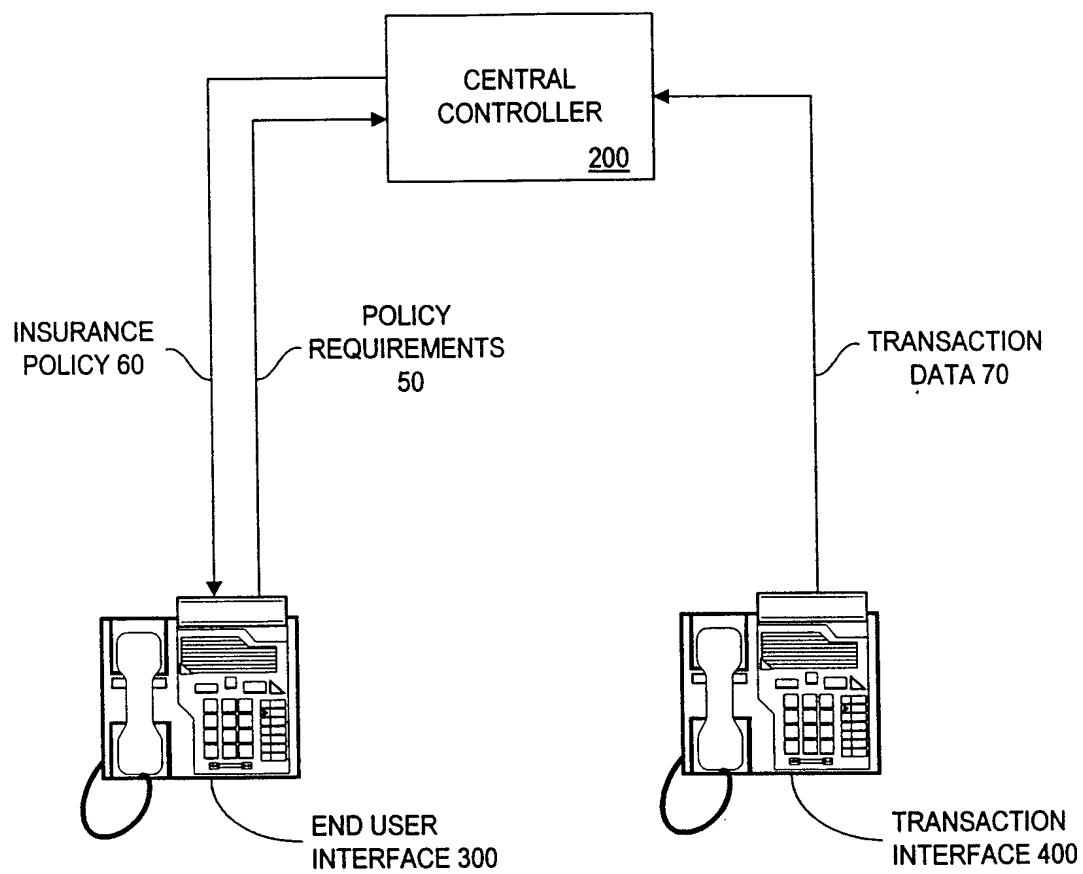 CENTRAL
CONTROLLER
200
INSURANCE
POLICY 60
POLICY
REQUIREMENTS
50
TRANSACTION
DATA 70
END USER
INTERFACE 300
TRANSACTION
INTERFACE 400